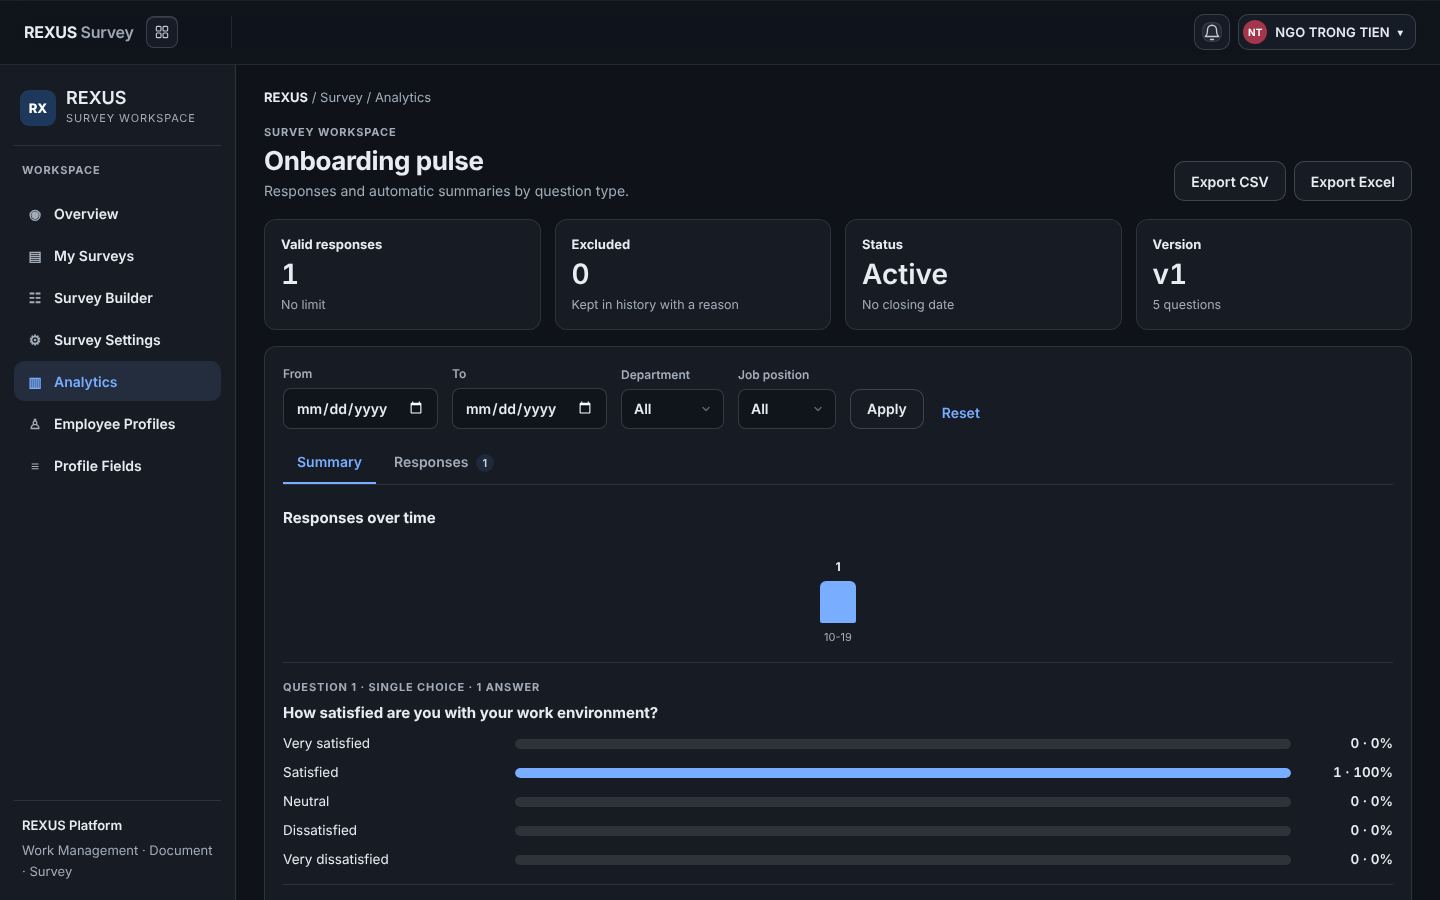 REXUS Survey
NT NGO TRONG TIEN
RX
REXUS
SURVEY WORKSPACE
WORKSPACE
Overview
My Surveys
Survey Builder
Survey Settings
Analytics
Employee Profiles
Profile Fields
REXUS Platform
Work Management · Document
· Survey
REXUS / Survey / Analytics
SURVEY WORKSPACE
Onboarding pulse
Responses and automatic summaries by question type.
Export CSV
Export Excel
Valid responses
1
No limit
Excluded
0
Kept in history with a reason
Status
Active
No closing date
Version
v1
5 questions
From
To
Department
Job position
mm/dd/yyyy
mm/dd/yyyy
All
All
Apply
Reset
Summary
Responses 1
Responses over time
1
10-19
QUESTION 1 · SINGLE CHOICE · 1 ANSWER
How satisfied are you with your work environment?
Very satisfied 0 · 0%
Satisfied 1 · 100%
Neutral 0 · 0%
Dissatisfied 0 · 0%
Very dissatisfied 0 · 0%